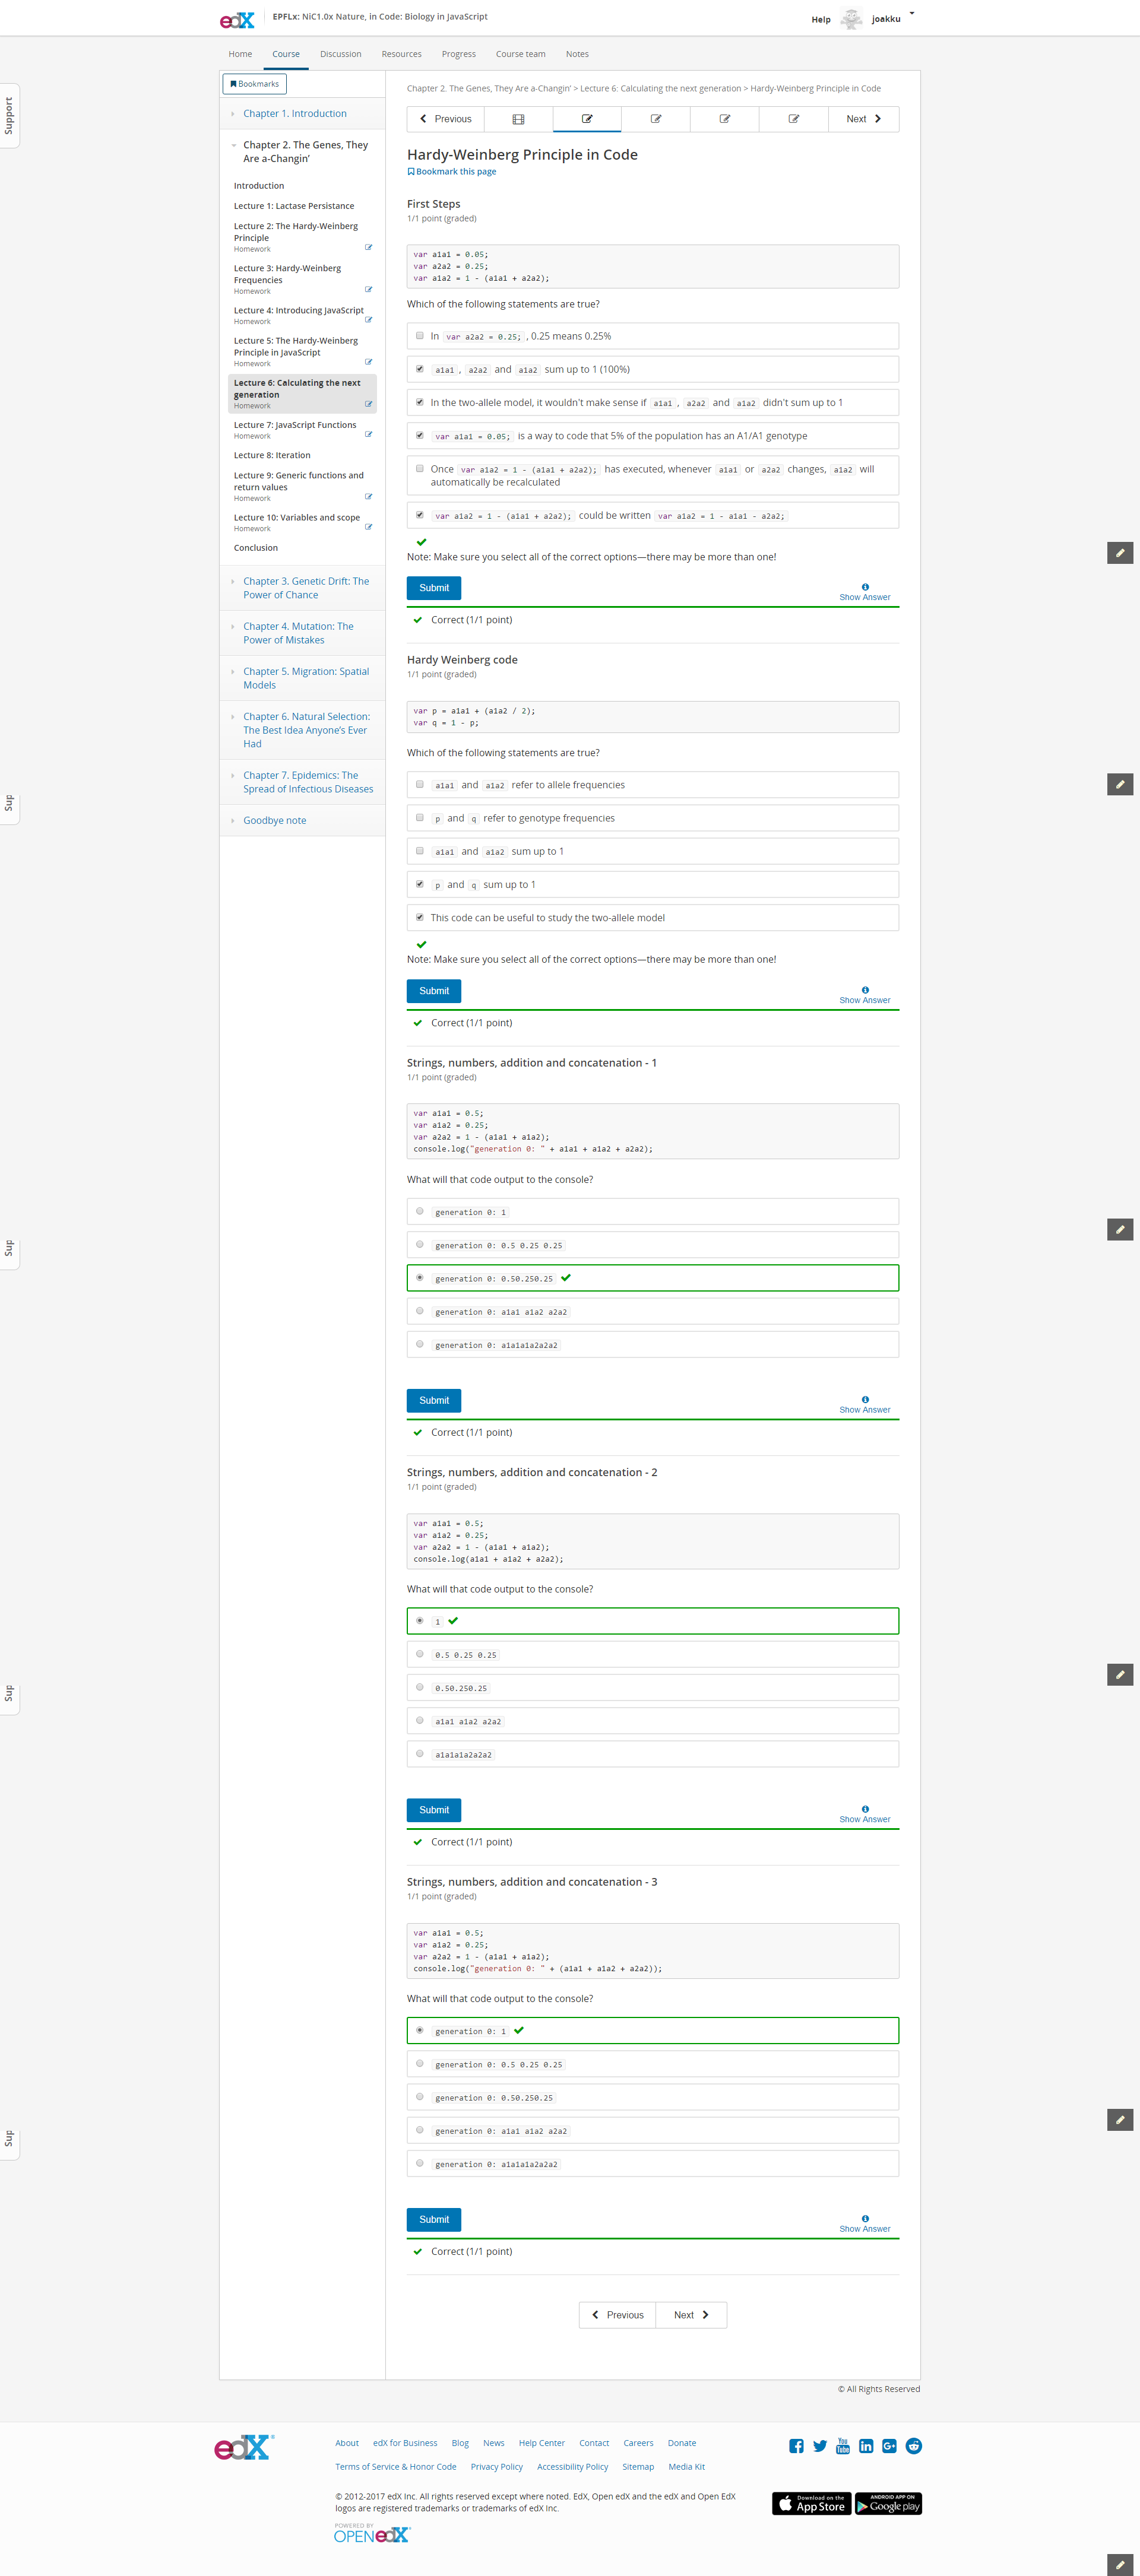 edX
EPFLx: NiC1.0x Nature, in Code: Biology in JavaScript
Help
joakku
Home
Course
Discussion
Resources
Progress
Course team
Notes
Support
Bookmarks
Chapter 1. Introduction
Chapter 2. The Genes, They
Are a-Changin’
Introduction
Lecture 1: Lactase Persistance
Lecture 2: The Hardy-Weinberg
Principle
Homework
Lecture 3: Hardy-Weinberg
Frequencies
Homework
Lecture 4: Introducing JavaScript
Homework
Lecture 5: The Hardy-Weinberg
Principle in JavaScript
Homework
Lecture 6: Calculating the next
generation
Homework
Lecture 7: JavaScript Functions
Homework
Lecture 8: Iteration
Lecture 9: Generic functions and
return values
Homework
Lecture 10: Variables and scope
Homework
Conclusion
Chapter 3. Genetic Drift: The
Power of Chance
Chapter 4. Mutation: The
Power of Mistakes
Chapter 5. Migration: Spatial
Models
Chapter 6. Natural Selection:
The Best Idea Anyone’s Ever
Had
Chapter 7. Epidemics: The
Spread of Infectious Diseases
Goodbye note
Sup
Sup
Sup
Sup
Chapter 2. The Genes, They Are a-Changin’ > Lecture 6: Calculating the next generation > Hardy-Weinberg Principle in Code
Previous
Next
Hardy-Weinberg Principle in Code
Bookmark this page
First Steps
1/1 point (graded)
var a1a1 = 0.05;
var a2a2 = 0.25;
var a1a2 = 1 - (a1a1 + a2a2);
Which of the following statements are true?
In var a2a2 = 0.25; , 0.25 means 0.25%
a1a1 , a2a2 and a1a2 sum up to 1 (100%)
In the two-allele model, it wouldn't make sense if a1a1 , a2a2 and a1a2 didn't sum up to 1
var a1a1 = 0.05; is a way to code that 5% of the population has an A1/A1 genotype
Once var a1a2 = 1 - (a1a1 + a2a2); has executed, whenever a1a1 or a2a2 changes, a1a2 will
automatically be recalculated
var a1a2 = 1 - (a1a1 + a2a2); could be written var a1a2 = 1 - a1a1 - a2a2;
Note: Make sure you select all of the correct options—there may be more than one!
Submit
Show Answer
Correct (1/1 point)
Hardy Weinberg code
1/1 point (graded)
var p = a1a1 + (a1a2 / 2);
var q = 1 - p;
Which of the following statements are true?
a1a1 and a1a2 refer to allele frequencies
p and q refer to genotype frequencies
a1a1 and a1a2 sum up to 1
p and q sum up to 1
This code can be useful to study the two-allele model
Note: Make sure you select all of the correct options—there may be more than one!
Submit
Show Answer
Correct (1/1 point)
Strings, numbers, addition and concatenation - 1
1/1 point (graded)
var a1a1 = 0.5;
var a1a2 = 0.25;
var a2a2 = 1 - (a1a1 + a1a2);
console.log("generation 0: " + a1a1 + a1a2 + a2a2);
What will that code output to the console?
generation 0: 1
generation 0: 0.5 0.25 0.25
generation 0: 0.50.250.25
generation 0: a1a1 a1a2 a2a2
generation 0: a1a1a1a2a2a2
Submit
Show Answer
Correct (1/1 point)
Strings, numbers, addition and concatenation - 2
1/1 point (graded)
var a1a1 = 0.5;
var a1a2 = 0.25;
var a2a2 = 1 - (a1a1 + a1a2);
console.log(a1a1 + a1a2 + a2a2);
What will that code output to the console?
1
0.5 0.25 0.25
0.50.250.25
a1a1 a1a2 a2a2
a1a1a1a2a2a2
Submit
Show Answer
Correct (1/1 point)
Strings, numbers, addition and concatenation - 3
1/1 point (graded)
var a1a1 = 0.5;
var a1a2 = 0.25;
var a2a2 = 1 - (a1a1 + a1a2);
console.log("generation 0: " + (a1a1 + a1a2 + a2a2));
What will that code output to the console?
generation 0: 1
generation 0: 0.5 0.25 0.25
generation 0: 0.50.250.25
generation 0: a1a1 a1a2 a2a2
generation 0: a1a1a1a2a2a2
Submit
Show Answer
Correct (1/1 point)
Previous
Next
© All Rights Reserved
edX
About
edX for Business
Blog
News
Help Center
Contact
Careers
Donate
Terms of Service & Honor Code
Privacy Policy
Accessibility Policy
Sitemap
Media Kit
© 2012-2017 edX Inc. All rights reserved except where noted. EdX, Open edX and the edX and Open EdX
logos are registered trademarks or trademarks of edX Inc.
POWERED BY
OPEN edX
You
Tube
Download on the
App Store
ANDROID APP ON
Google play